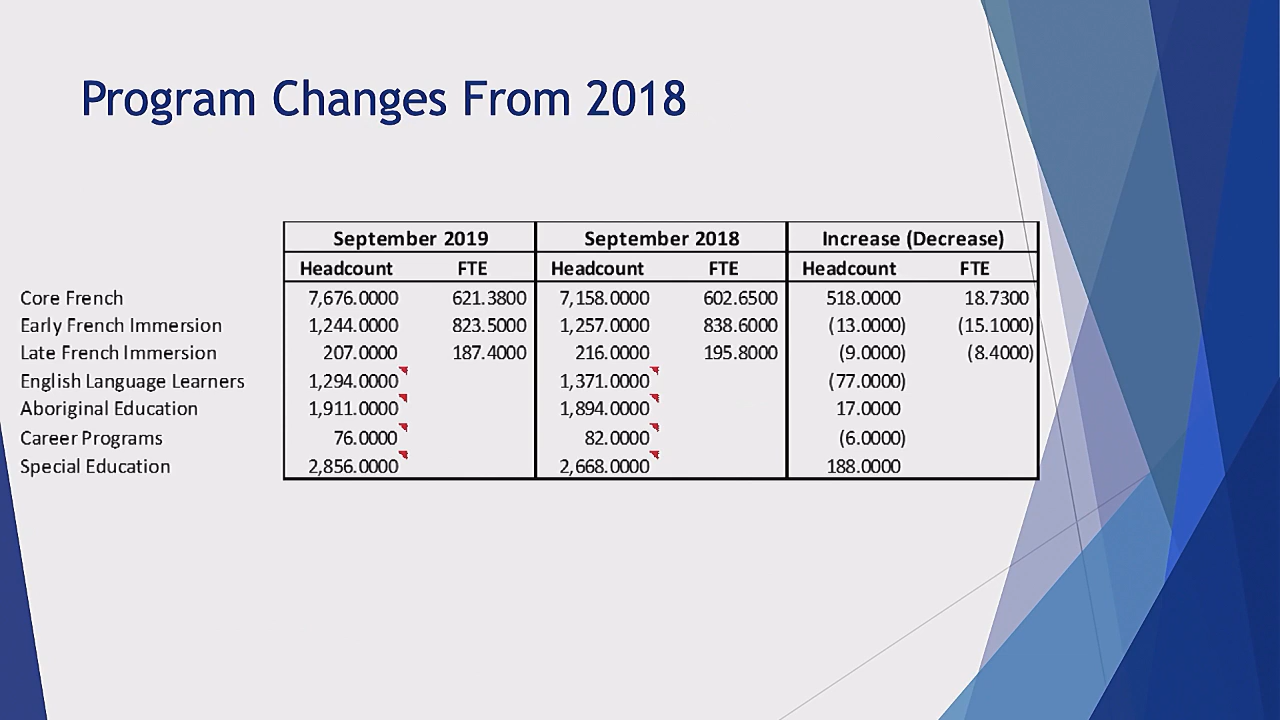 Program Changes From 2018
September 2019 September 2018 Increase (Decrease)
Headcount FTE Headcount FTE Headcount FTE
Core French 7,676.0000 621.3800 7,158.0000 602.6500 518.0000 18.7300
Early French Immersion 1,244.0000 823.5000 1,257.0000 838.6000 (13.0000) (15.1000)
Late French Immersion 207.0000 187.4000 216.0000 195.8000 (9.0000) (8.4000)
English Language Learners 1,294.0000 1,371.0000 (77.0000)
Aboriginal Education 1,911.0000 1,894.0000 17.0000
Career Programs 76.0000 82.0000 (6.0000)
Special Education 2,856.0000 2,668.0000 188.0000